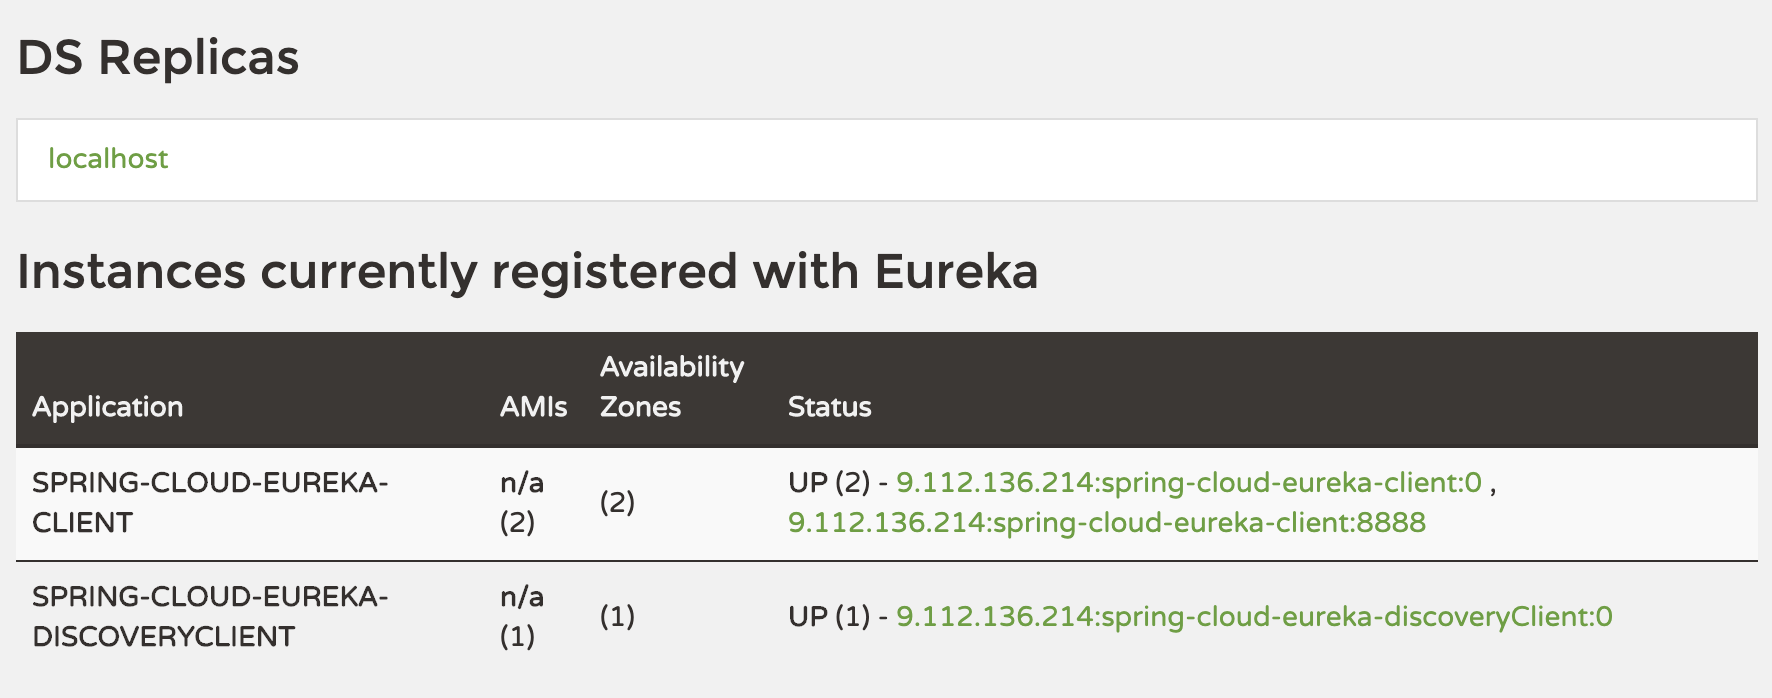 DS Replicas
localhost
Instances currently registered with Eureka
Application AMIs Availability Zones Status
SPRING-CLOUD-EUREKA- n/a (2) UP (2) - 9.112.136.214:spring-cloud-eureka-client:0 ,
CLIENT (2) 9.112.136.214:spring-cloud-eureka-client:8888
SPRING-CLOUD-EUREKA- n/a (1) UP (1) - 9.112.136.214:spring-cloud-eureka-discoveryClient:0
DISCOVERYCLIENT (1)